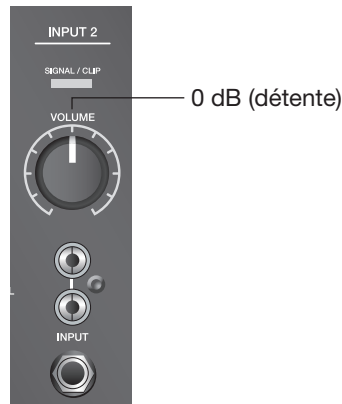 INPUT 2
SIGNAL / CLIP
0 dB (détente)
VOLUME
INPUT